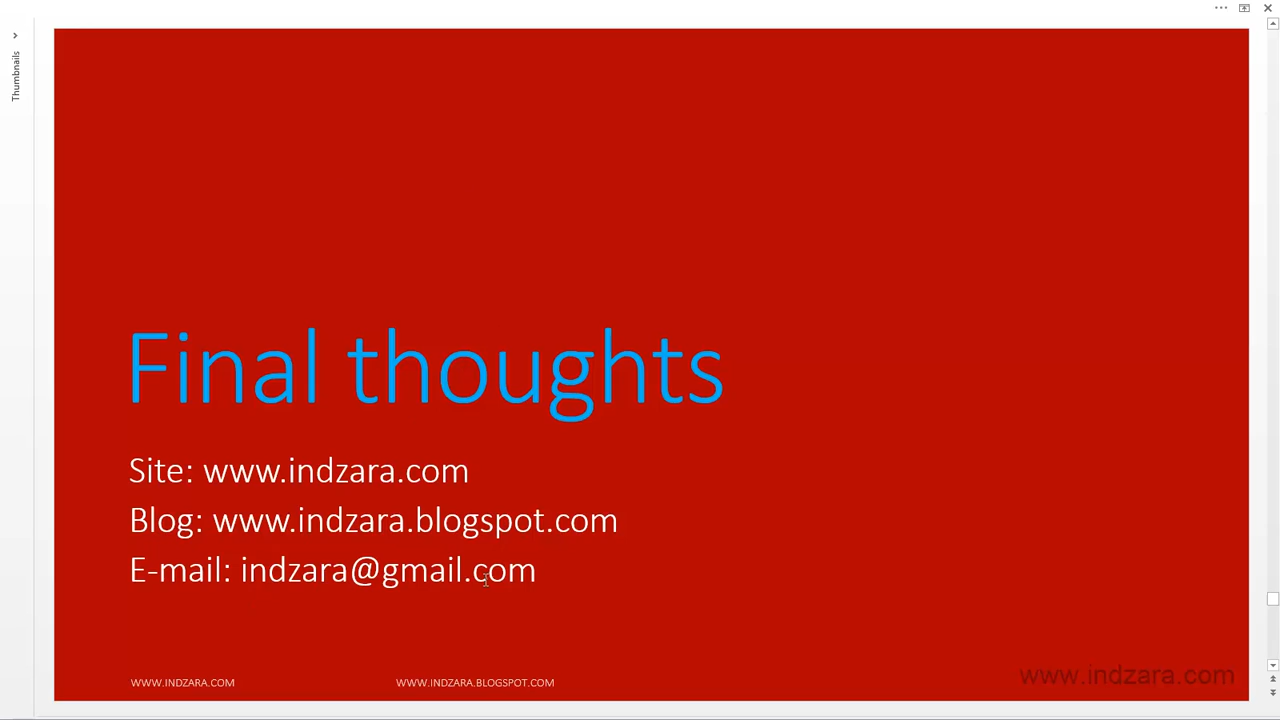 Thumbnails
Final thoughts
Site: www.indzara.com
Blog: www.indzara.blogspot.com
E-mail: indzara@gmail.com
WWW.INDZARA.COM
WWW.INDZARA.BLOGSPOT.COM
www.indzara.com